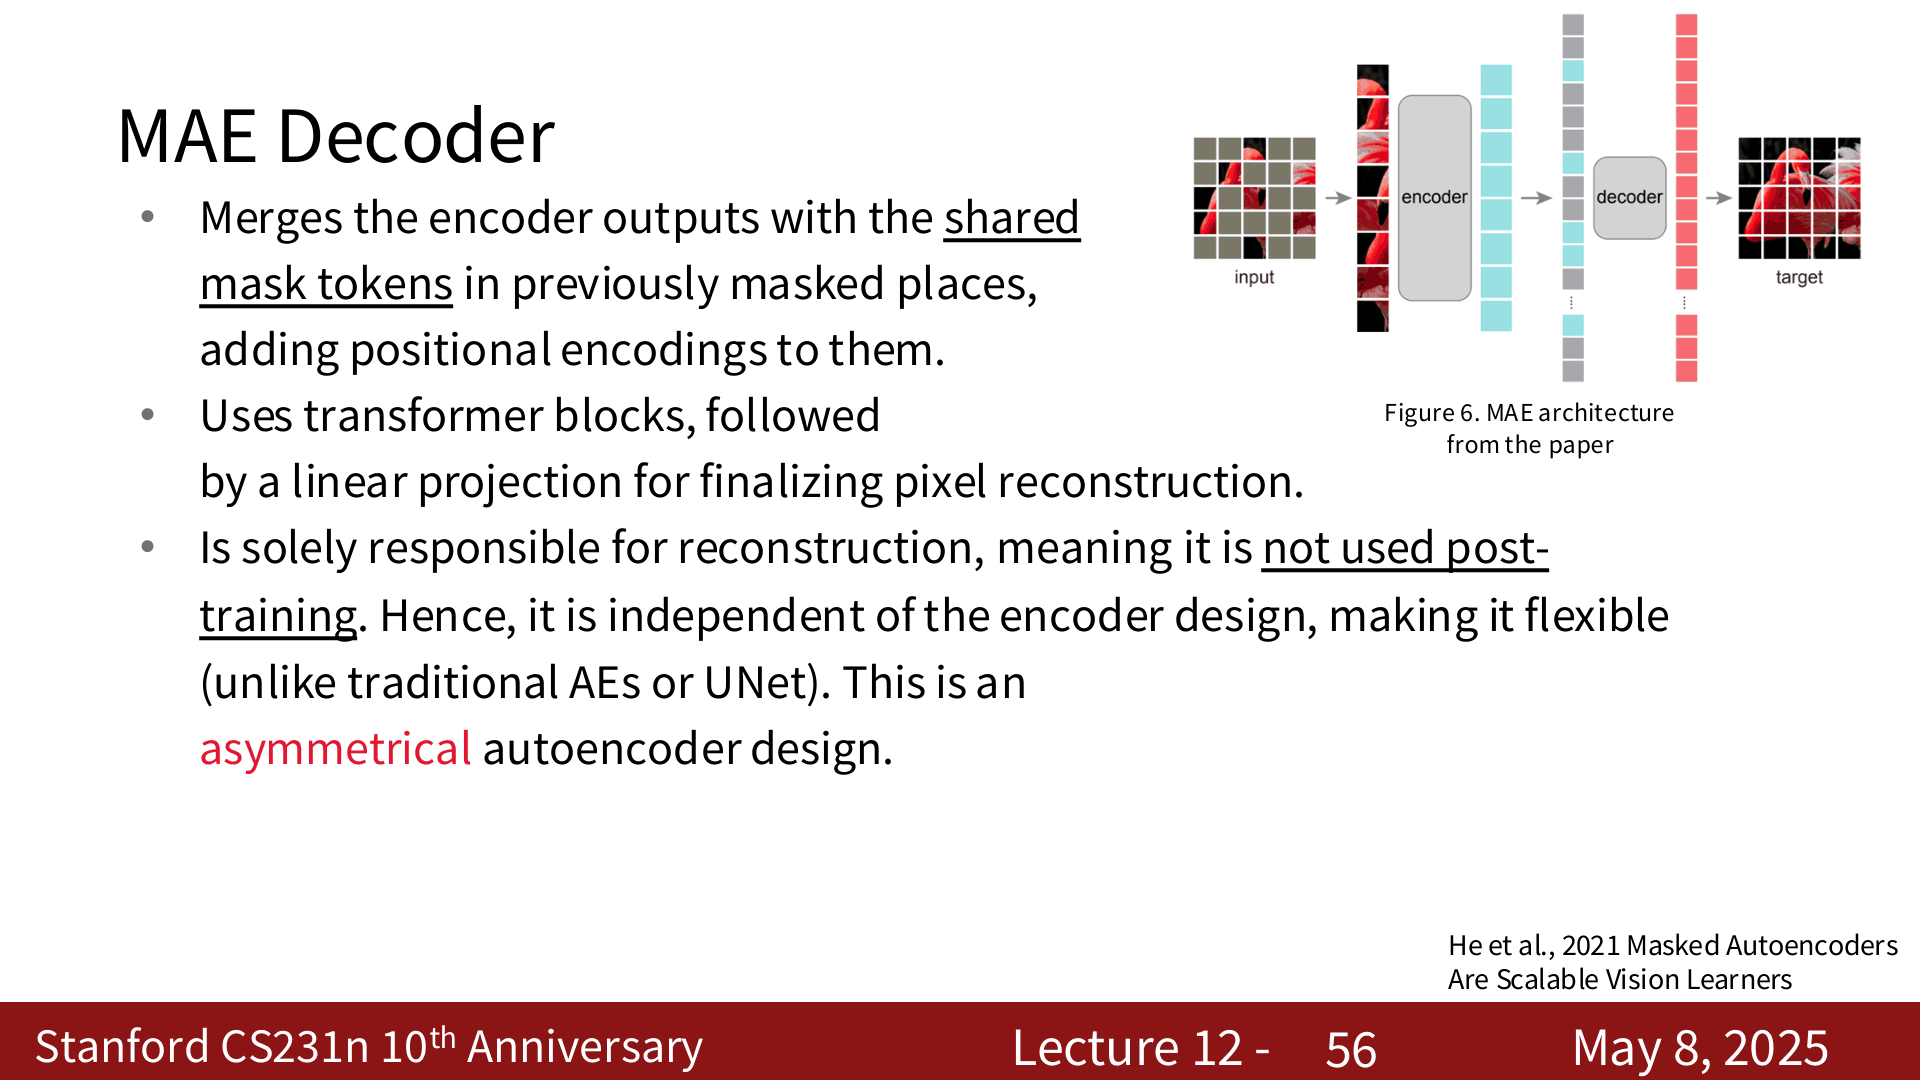 MAE Decoder
• Merges the encoder outputs with the shared
mask tokens in previously masked places,
adding positional encodings to them.
• Uses transformer blocks, followed
by a linear projection for finalizing pixel reconstruction.
• Is solely responsible for reconstruction, meaning it is not used post-
training. Hence, it is independent of the encoder design, making it flexible
(unlike traditional AEs or UNet). This is an
asymmetrical autoencoder design.
input
encoder
decoder
target
Figure 6. MAE architecture
from the paper
He et al., 2021 Masked Autoencoders
Are Scalable Vision Learners
Stanford CS231n 10th Anniversary
Lecture 12 - 56
May 8, 2025